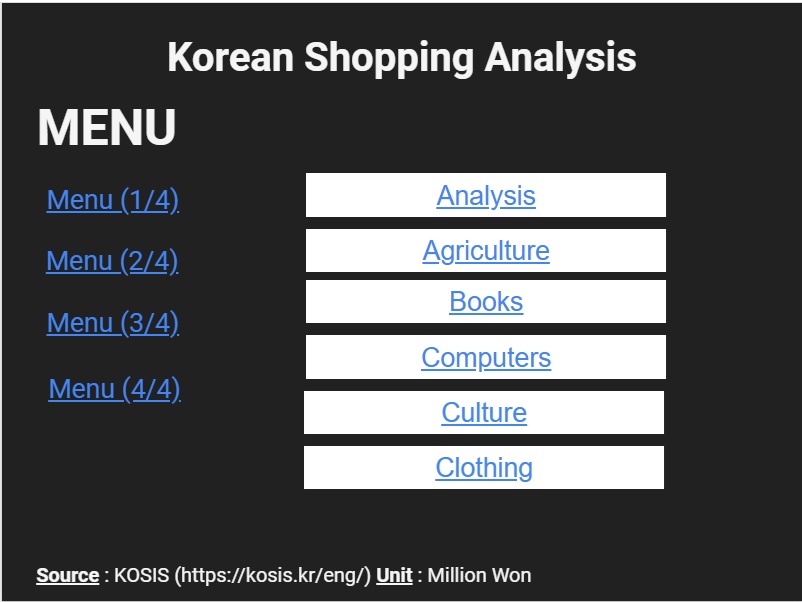 Korean Shopping Analysis
MENU
Menu (1/4)
Menu (2/4)
Menu (3/4)
Menu (4/4)
Analysis
Agriculture
Books
Computers
Culture
Clothing
Source : KOSIS (https://kosis.kr/eng/) Unit : Million Won